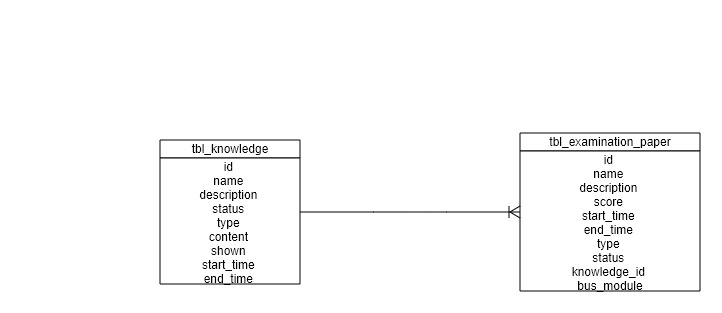 tbl_knowledge
id
name
description
status
type
content
shown
start_time
end_time
tbl_examination_paper
id
name
description
score
start_time
end_time
type
status
knowledge_id
bus_module